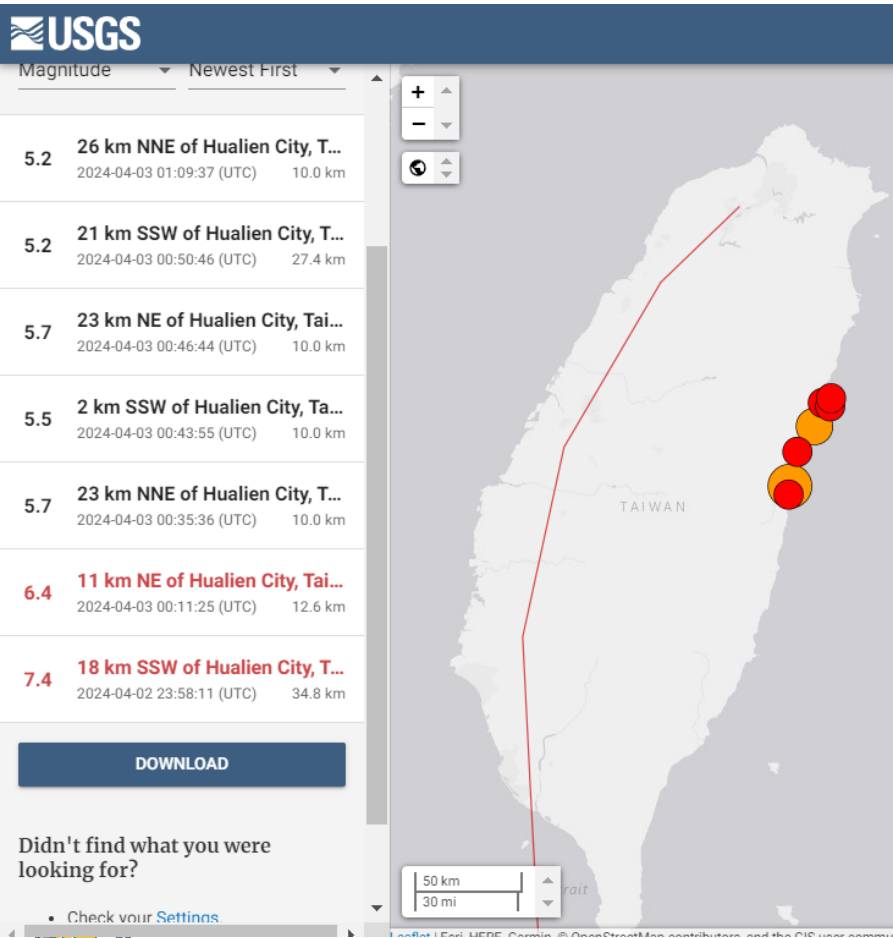 USGS
Magnitude
Newest First
5.2
26 km NNE of Hualien City, T...
2024-04-03 01:09:37 (UTC) 10.0 km
5.2
21 km SSW of Hualien City, T...
2024-04-03 00:50:46 (UTC) 27.4 km
5.7
23 km NE of Hualien City, Tai...
2024-04-03 00:46:44 (UTC) 10.0 km
5.5
2 km SSW of Hualien City, Ta...
2024-04-03 00:43:55 (UTC) 10.0 km
5.7
23 km NNE of Hualien City, T...
2024-04-03 00:35:36 (UTC) 10.0 km
6.4
11 km NE of Hualien City, Tai...
2024-04-03 00:11:25 (UTC) 12.6 km
7.4
18 km SSW of Hualien City, T...
2024-04-02 23:58:11 (UTC) 34.8 km
DOWNLOAD
Didn't find what you were
looking for?
• Check your Settings.
+
−
TAIWAN
50 km
30 mi
rait
Leaflet | Esri, HERE, Garmin, © OpenStreetMap contributors, and the GIS user commu